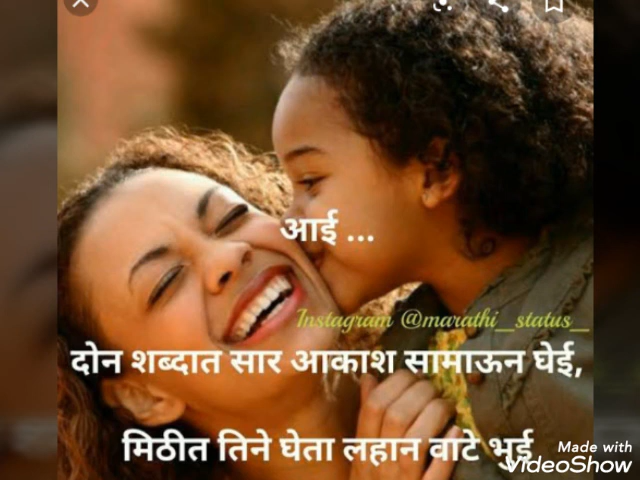 आई ...
Instagram @marathi_status_
दोन शब्दात सार आकाश सामाऊन घेई,
मिठीत तिने घेता लहान वाटे भुई
Made with
VideoShow